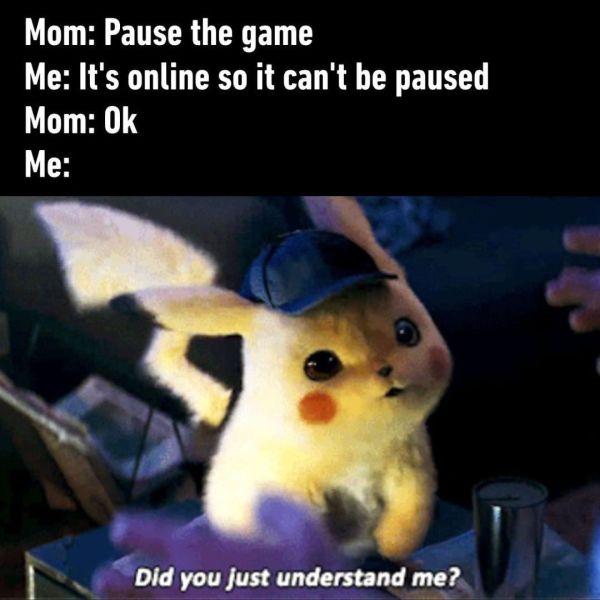 Mom: Pause the game
Me: It's online so it can't be paused
Mom: Ok
Me:
Did you just understand me?